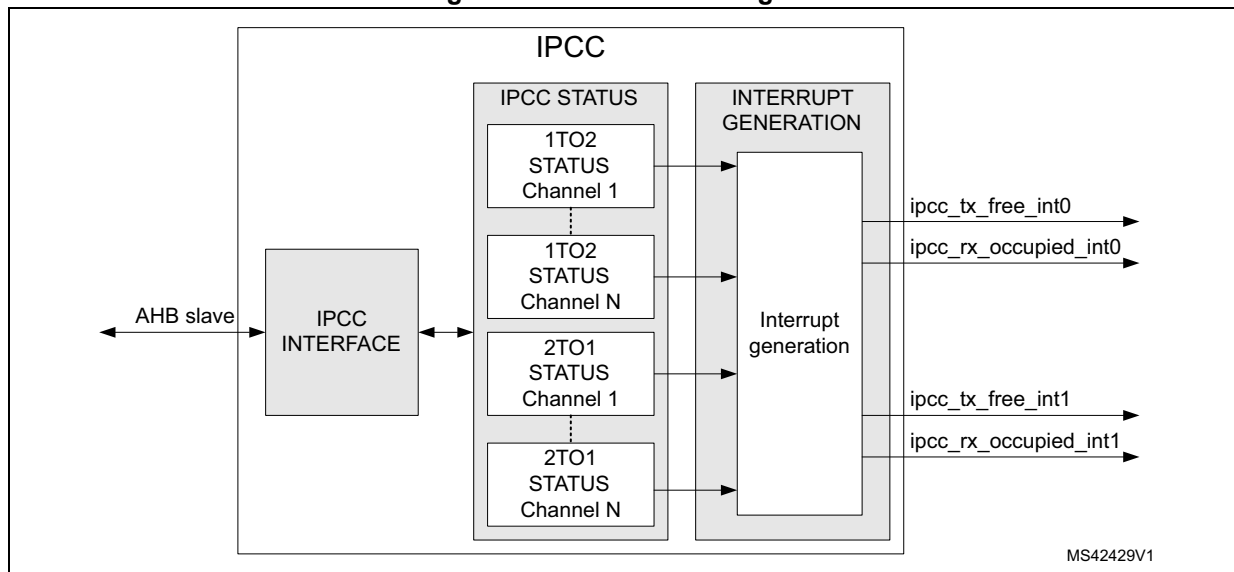 IPCC
IPCC STATUS
1TO2
STATUS
Channel 1
1TO2
STATUS
Channel N
2TO1
STATUS
Channel 1
2TO1
STATUS
Channel N
INTERRUPT
GENERATION
Interrupt
generation
AHB slave
IPCC
INTERFACE
ipcc_tx_free_int0
ipcc_rx_occupied_int0
ipcc_tx_free_int1
ipcc_rx_occupied_int1
MS42429V1